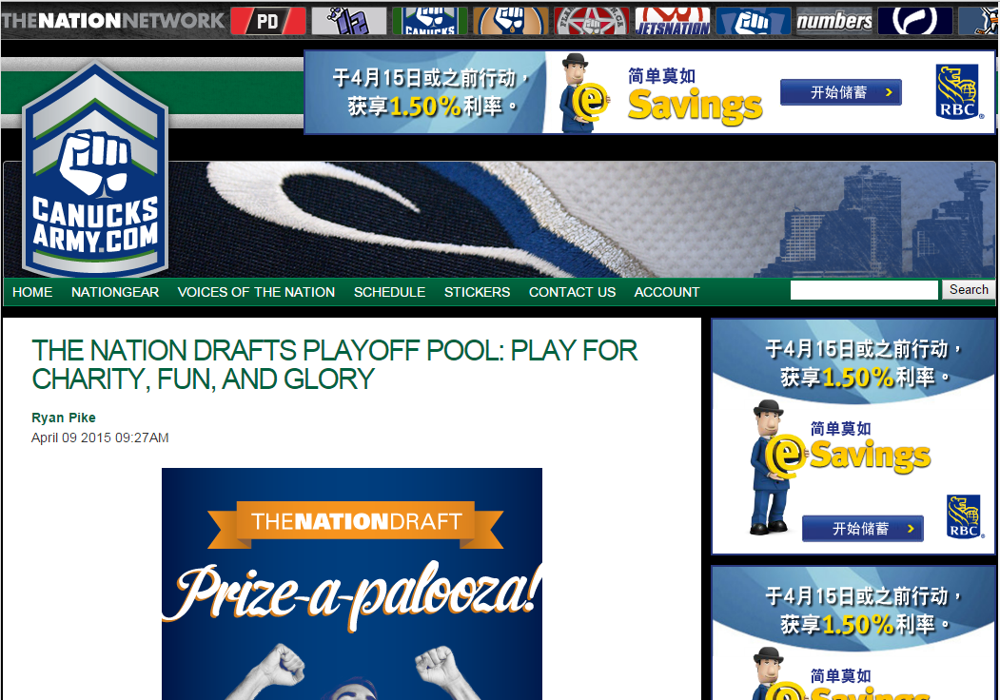 THENATIONNETWORK
PD
CANUCKS
JETSNATION
numbers
于4月15日或之前行动，
获享1.50%利率。
简单莫如
eSavings
开始储蓄
RBC
CANUCKS
ARMY.COM
HOME NATIONGEAR VOICES OF THE NATION SCHEDULE STICKERS CONTACT US ACCOUNT Search
THE NATION DRAFTS PLAYOFF POOL: PLAY FOR
CHARITY, FUN, AND GLORY
Ryan Pike
April 09 2015 09:27AM
THENATIONDRAFT
Prize-a-palooza!
于4月15日或之前行动，
获享1.50%利率。
简单莫如
eSavings
开始储蓄
RBC
于4月15日或之前行动，
获享1.50%利率。
简单莫如
eSavings